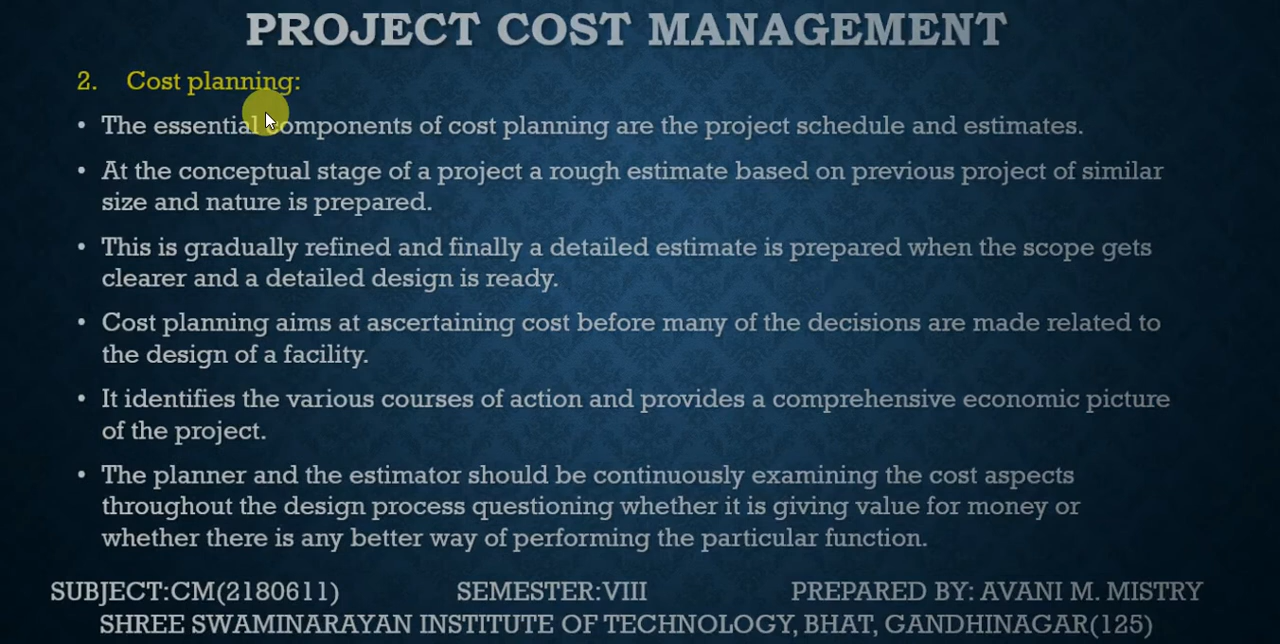 PROJECT COST MANAGEMENT
2. Cost planning:
• The essential components of cost planning are the project schedule and estimates.
• At the conceptual stage of a project a rough estimate based on previous project of similar
size and nature is prepared.
• This is gradually refined and finally a detailed estimate is prepared when the scope gets
clearer and a detailed design is ready.
• Cost planning aims at ascertaining cost before many of the decisions are made related to
the design of a facility.
• It identifies the various courses of action and provides a comprehensive economic picture
of the project.
• The planner and the estimator should be continuously examining the cost aspects
throughout the design process questioning whether it is giving value for money or
whether there is any better way of performing the particular function.
SUBJECT:CM(2180611) SEMESTER:VIII PREPARED BY: AVANI M. MISTRY
SHREE SWAMINARAYAN INSTITUTE OF TECHNOLOGY, BHAT, GANDHINAGAR(125)